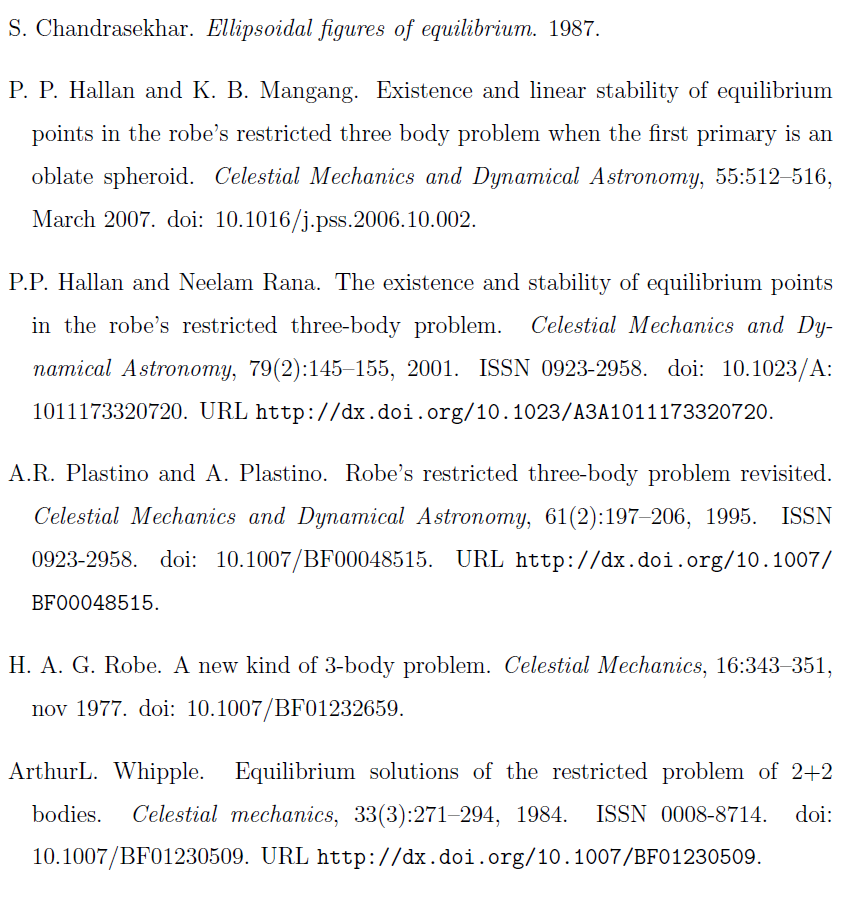 S. Chandrasekhar. Ellipsoidal figures of equilibrium. 1987.
P. P. Hallan and K. B. Mangang. Existence and linear stability of equilibrium
points in the robe's restricted three body problem when the first primary is an
oblate spheroid. Celestial Mechanics and Dynamical Astronomy, 55:512–516,
March 2007. doi: 10.1016/j.pss.2006.10.002.
P.P. Hallan and Neelam Rana. The existence and stability of equilibrium points
in the robe's restricted three-body problem. Celestial Mechanics and Dy-
namical Astronomy, 79(2):145–155, 2001. ISSN 0923-2958. doi: 10.1023/A:
1011173320720. URL http://dx.doi.org/10.1023/A3A1011173320720.
A.R. Plastino and A. Plastino. Robe's restricted three-body problem revisited.
Celestial Mechanics and Dynamical Astronomy, 61(2):197–206, 1995. ISSN
0923-2958. doi: 10.1007/BF00048515. URL http://dx.doi.org/10.1007/
BF00048515.
H. A. G. Robe. A new kind of 3-body problem. Celestial Mechanics, 16:343–351,
nov 1977. doi: 10.1007/BF01232659.
ArthurL. Whipple. Equilibrium solutions of the restricted problem of 2+2
bodies. Celestial mechanics, 33(3):271–294, 1984. ISSN 0008-8714. doi:
10.1007/BF01230509. URL http://dx.doi.org/10.1007/BF01230509.